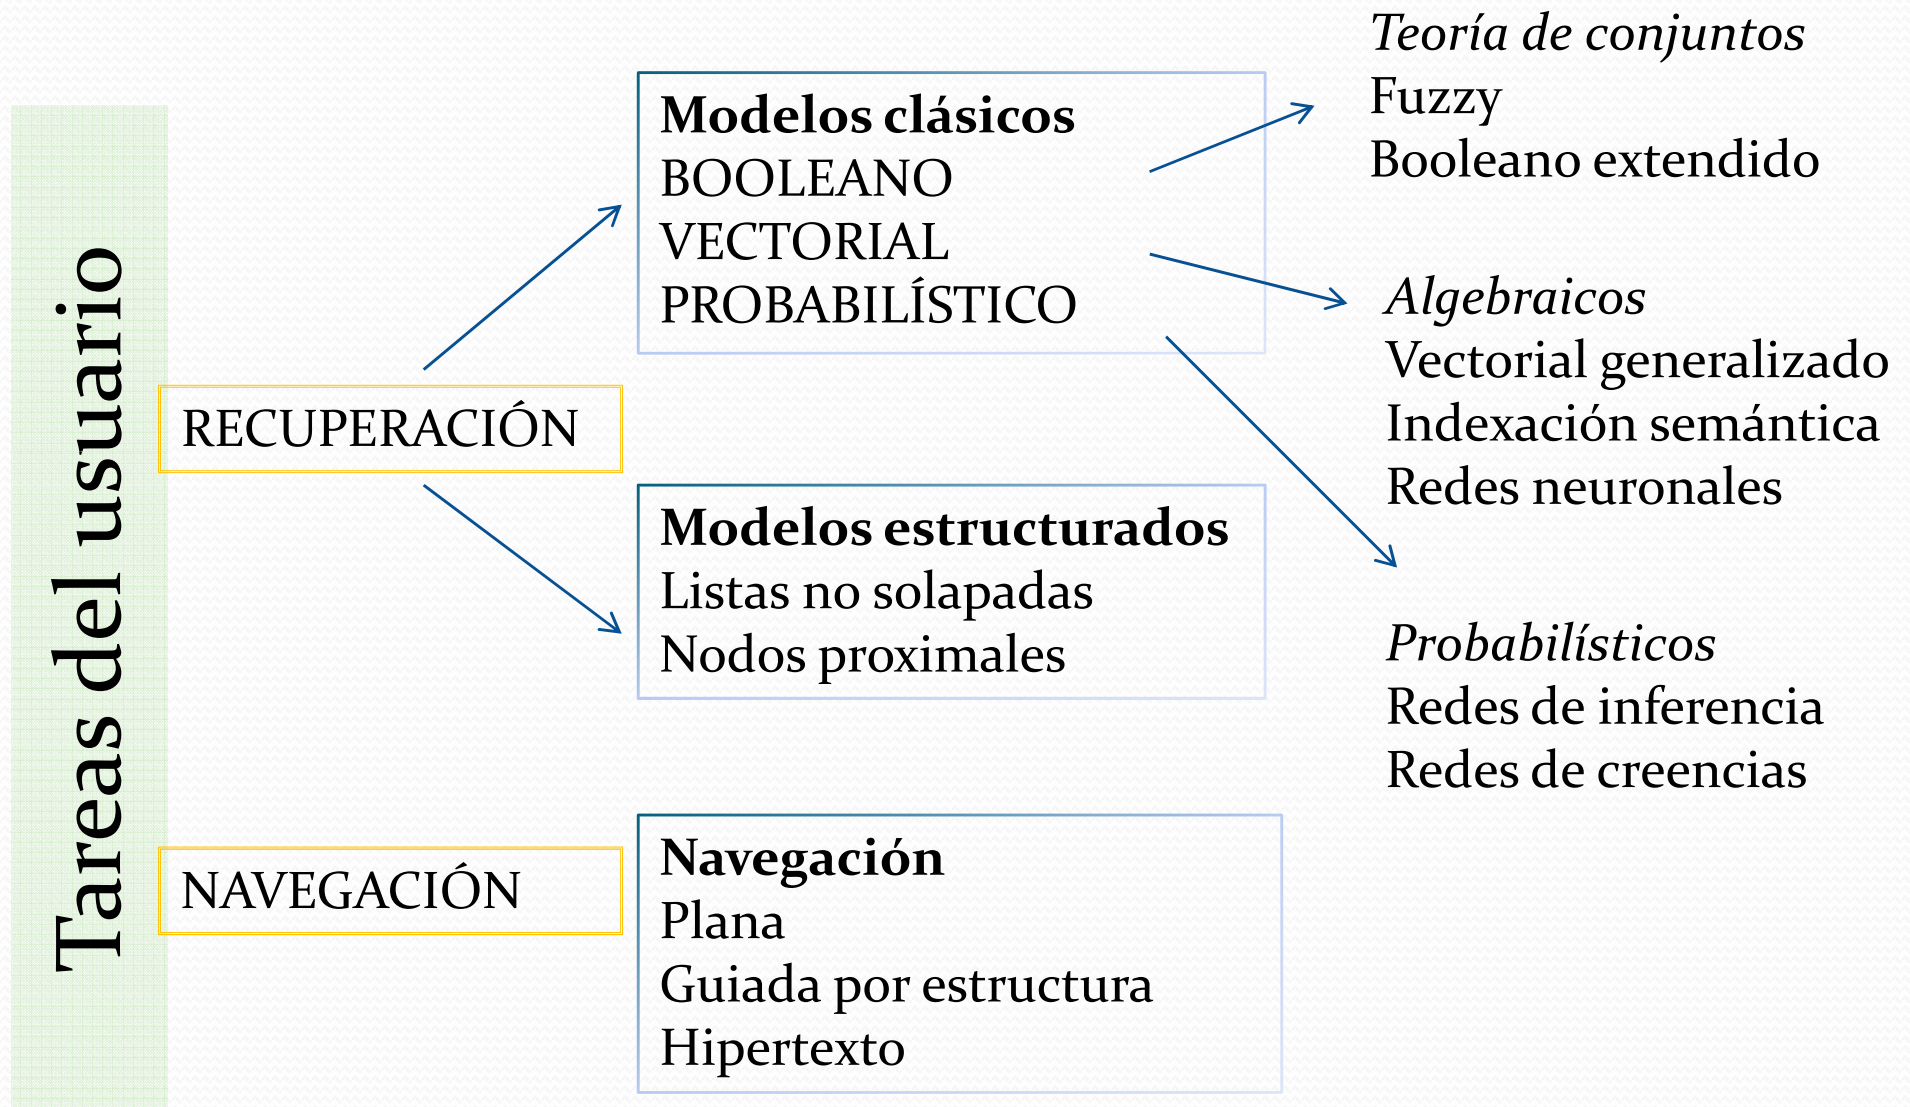 Tareas del usuario
RECUPERACIÓN
Modelos clásicos
BOOLEANO
VECTORIAL
PROBABILÍSTICO
Teoría de conjuntos
Fuzzy
Booleano extendido
Algebraicos
Vectorial generalizado
Indexación semántica
Redes neuronales
Probabilísticos
Redes de inferencia
Redes de creencias
Modelos estructurados
Listas no solapadas
Nodos proximales
NAVEGACIÓN
Navegación
Plana
Guiada por estructura
Hipertexto